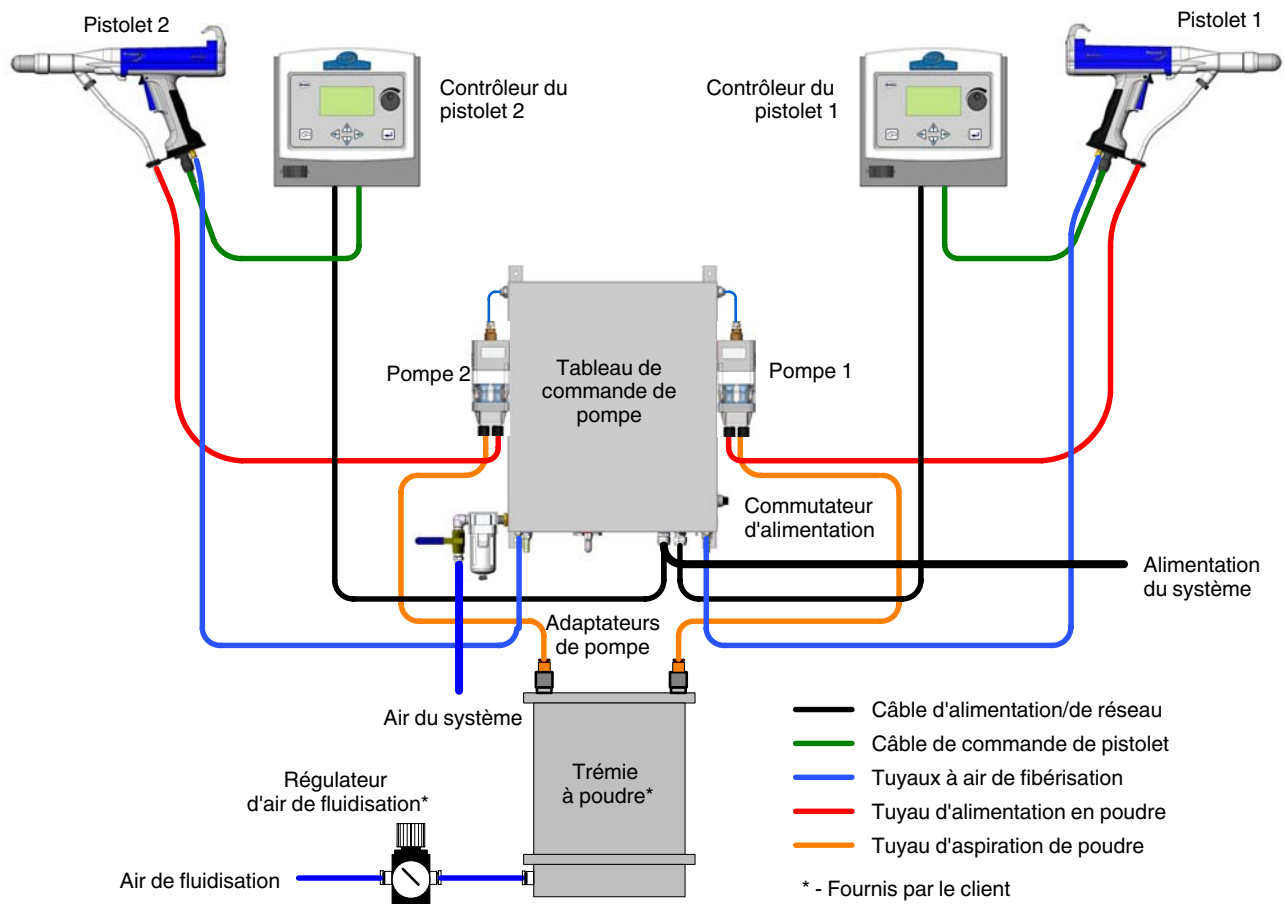 Pistolet 2
Pistolet 1
Contrôleur du
pistolet 2
Contrôleur du
pistolet 1
Pompe 2
Tableau de
commande de
pompe
Pompe 1
Commutateur
d'alimentation
Alimentation
du système
Adaptateurs
de pompe
Air du système
Trémie
à poudre*
Régulateur
d'air de fluidisation*
Air de fluidisation
Câble d'alimentation/de réseau
Câble de commande de pistolet
Tuyaux à air de fibérisation
Tuyau d'alimentation en poudre
Tuyau d'aspiration de poudre
* - Fournis par le client